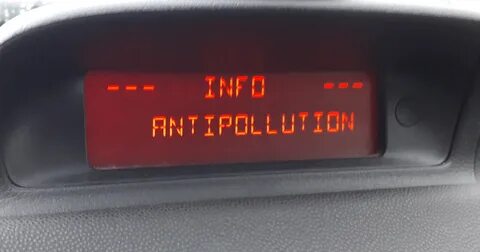 --- INFO ---
ANTIPOLLUTION